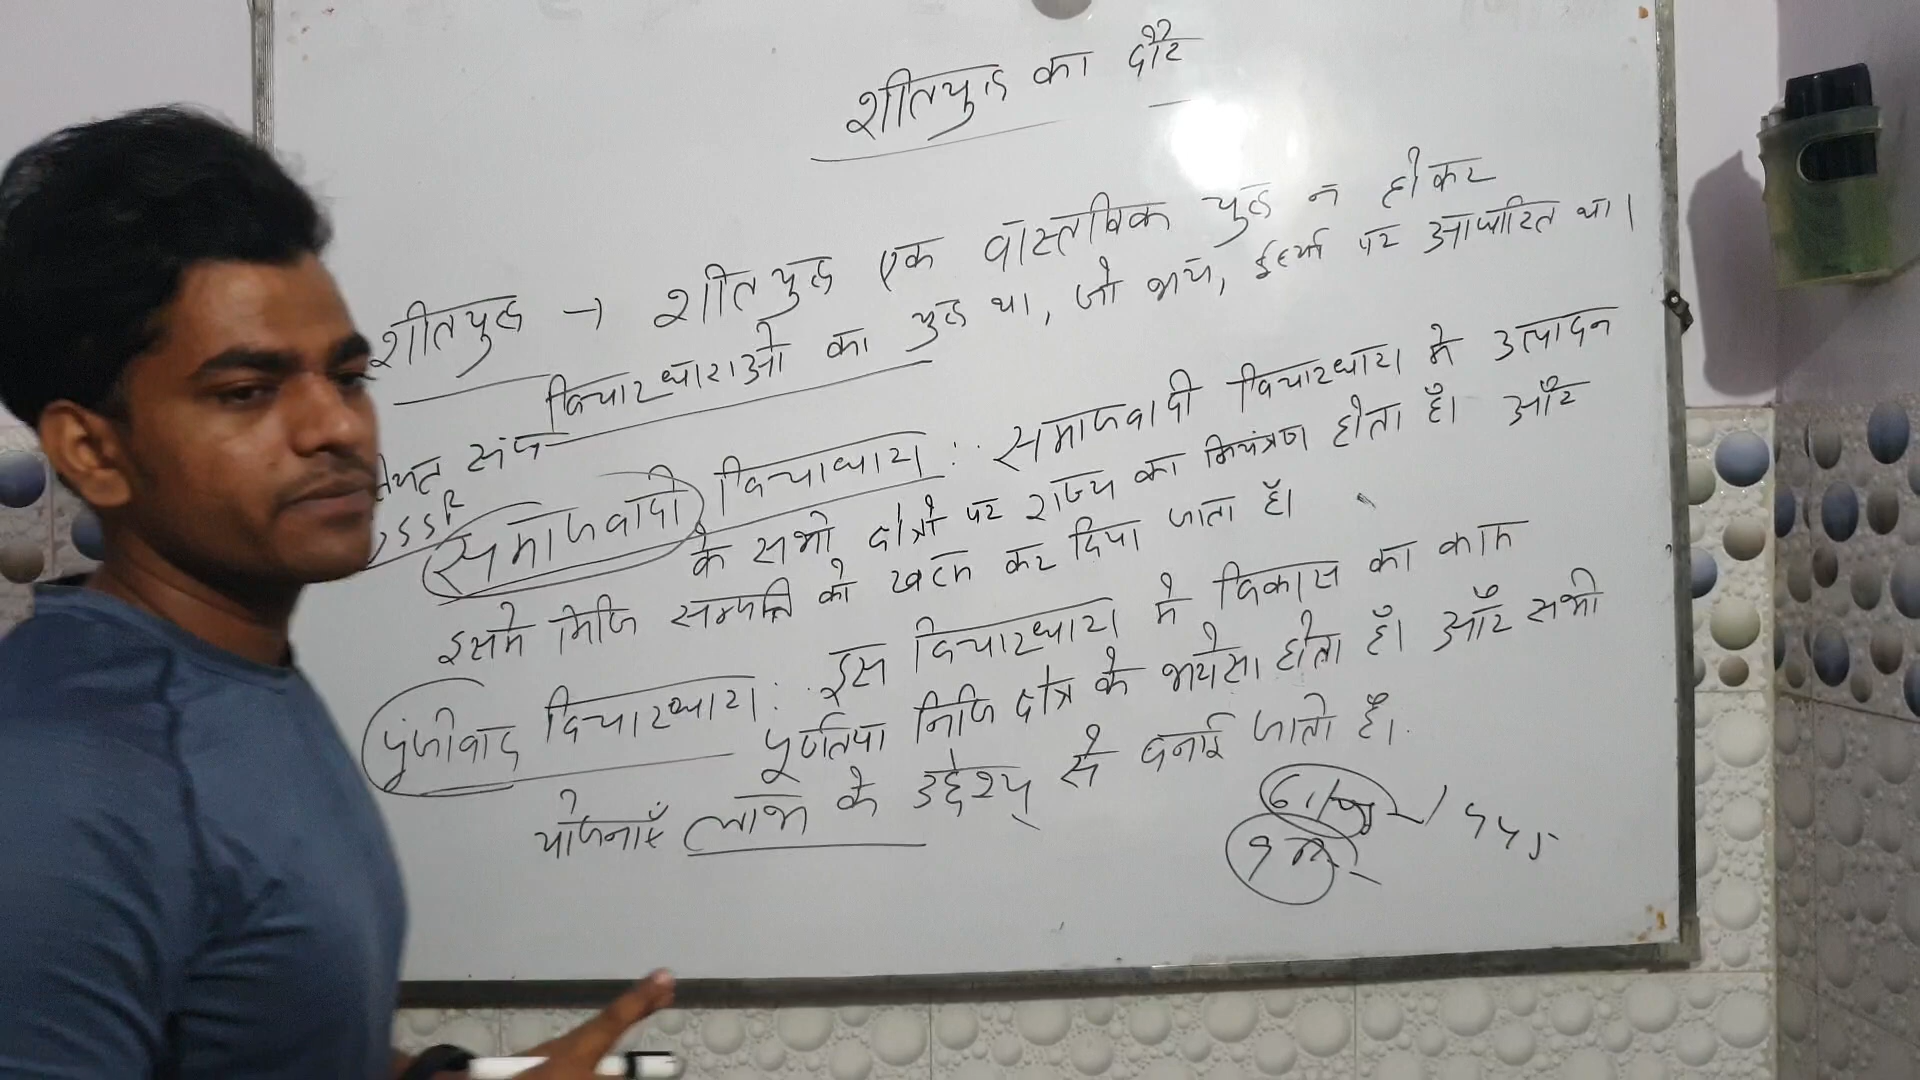 शीतयुद्ध का दौर
शीतयुद्ध → शीतयुद्ध एक वास्तविक युद्ध न होकर
विचारधाराओ का युद्ध था, जो भय, ईर्ष्या पर आधारित था।
संघ
USSR
समाजवादी विचाधारा : समाजवादी विचारधारा मे उत्पादन
के सभी क्षेत्रों पर राज्य का नियंत्रण होता है। और
इसमे निजि सम्पत्ति को खत्म कर दिया जाता है।
पूंजीवाद विचारधारा : इस विचारधारा मे विकास का काम
पूर्णतया निजि क्षेत्र के भरोसा होता है। और सभी
योजनाएँ लाभ के उद्देश्य से बनाई जाती है।